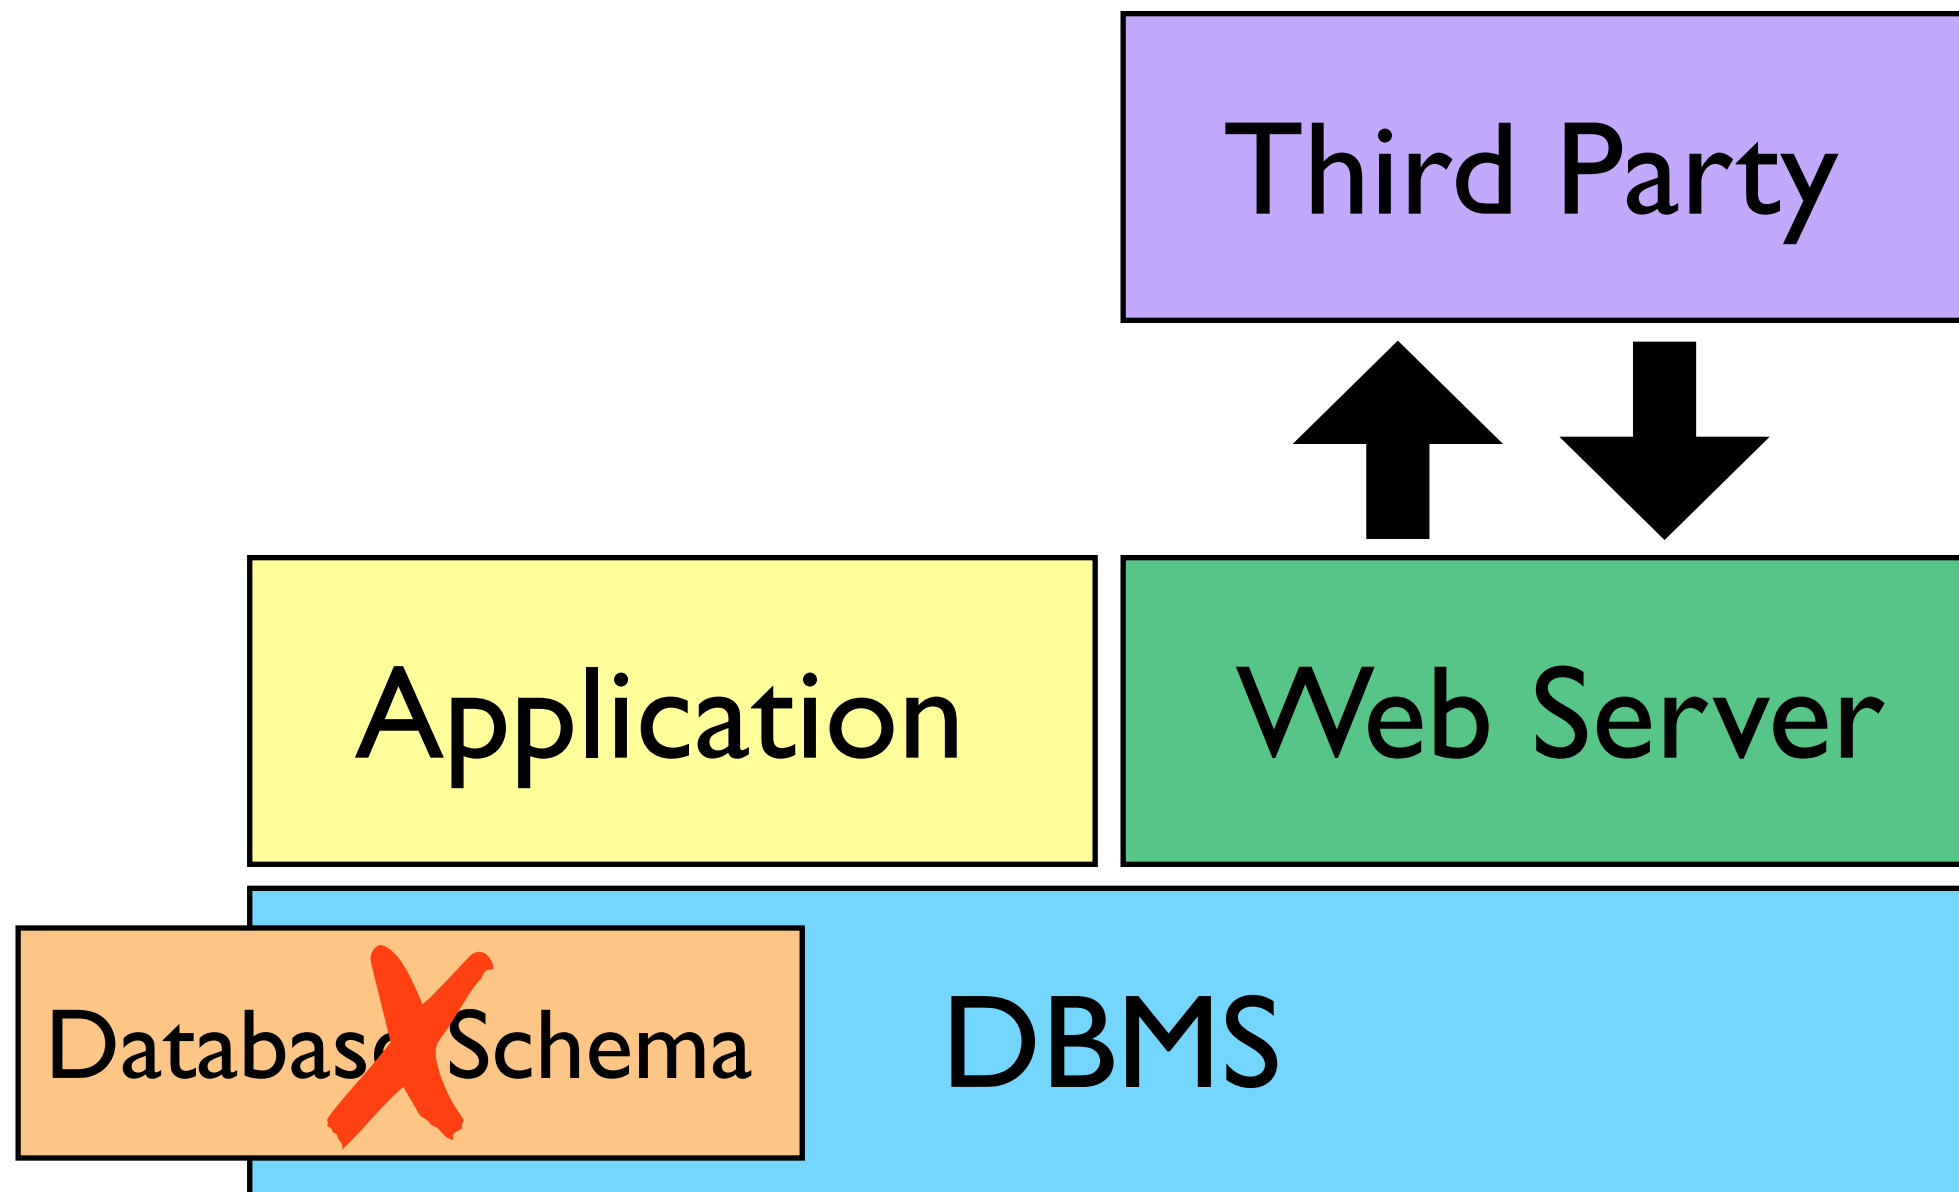 Third Party
Application
Web Server
Database Schema
DBMS